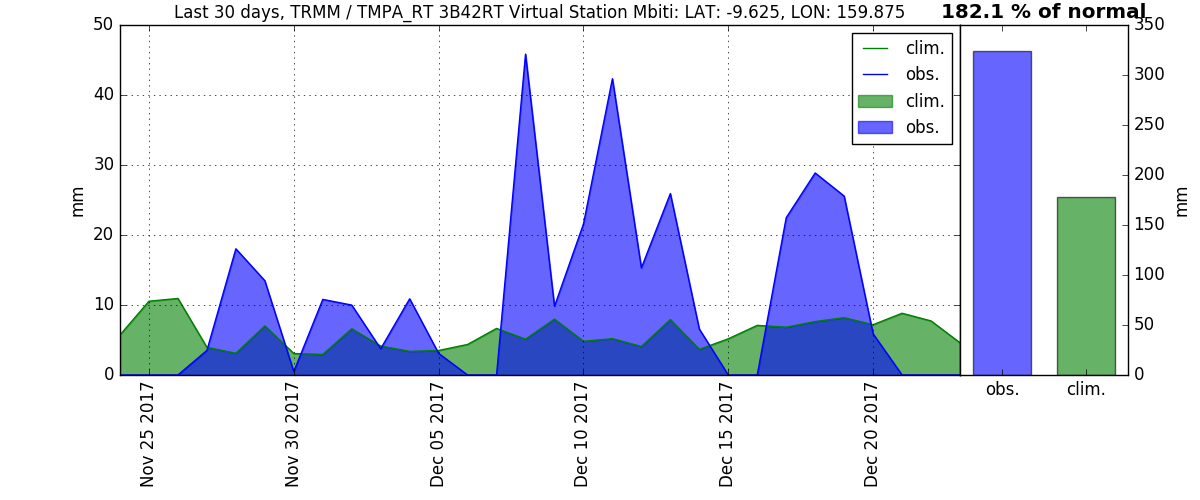 Last 30 days, TRMM / TMPA_RT 3B42RT Virtual Station Mbiti: LAT: -9.625, LON: 159.875
182.1 % of normal
50
40
30
20
10
0
mm
clim.
obs.
clim.
obs.
350
300
250
200
150
100
50
0
mm
Nov 25 2017
Nov 30 2017
Dec 05 2017
Dec 10 2017
Dec 15 2017
Dec 20 2017
obs.
clim.